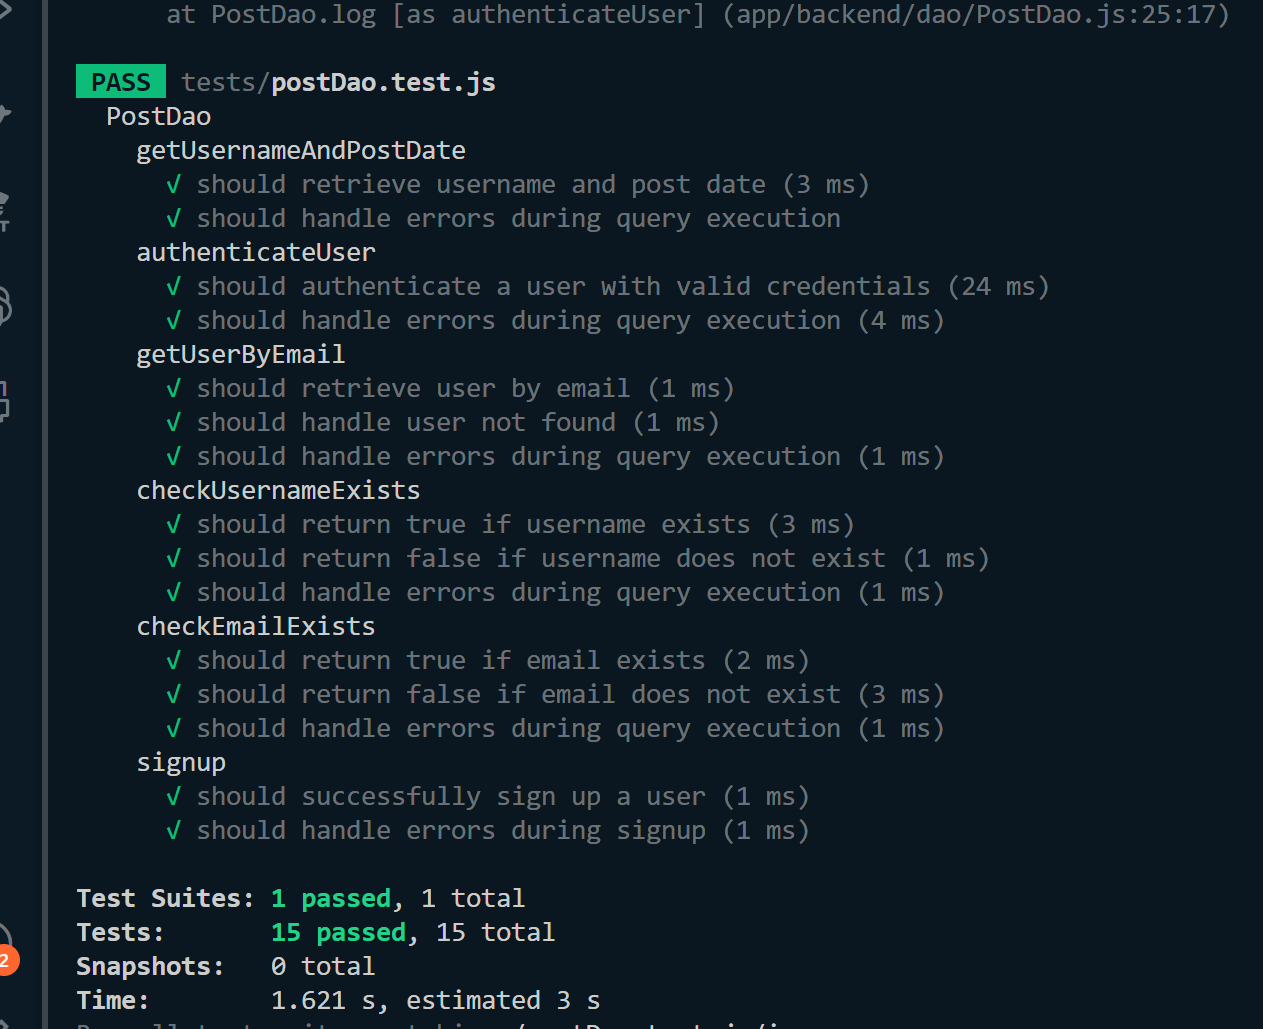 at PostDao.log [as authenticateUser] (app/backend/dao/PostDao.js:25:17)
PASS tests/postDao.test.js
PostDao
getUsernameAndPostDate
√ should retrieve username and post date (3 ms)
√ should handle errors during query execution
authenticateUser
√ should authenticate a user with valid credentials (24 ms)
√ should handle errors during query execution (4 ms)
getUserByEmail
√ should retrieve user by email (1 ms)
√ should handle user not found (1 ms)
√ should handle errors during query execution (1 ms)
checkUsernameExists
√ should return true if username exists (3 ms)
√ should return false if username does not exist (1 ms)
√ should handle errors during query execution (1 ms)
checkEmailExists
√ should return true if email exists (2 ms)
√ should return false if email does not exist (3 ms)
√ should handle errors during query execution (1 ms)
signup
√ should successfully sign up a user (1 ms)
√ should handle errors during signup (1 ms)
Test Suites: 1 passed, 1 total
Tests: 15 passed, 15 total
Snapshots: 0 total
Time: 1.621 s, estimated 3 s
2